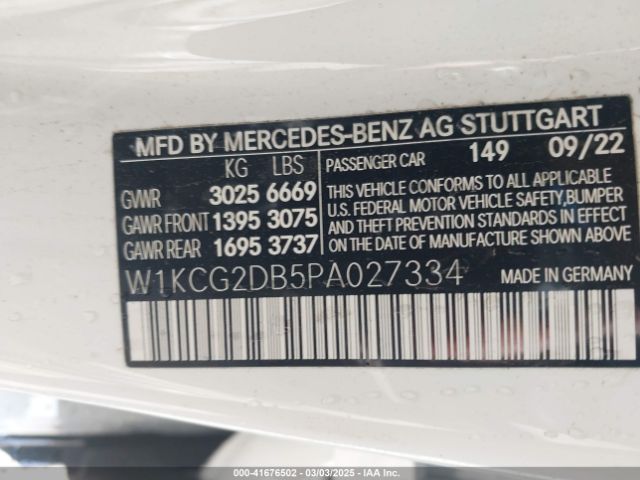 MFD BY MERCEDES-BENZ AG STUTTGART
KG LBS PASSENGER CAR 149 09/22
GVWR 3025 6669
GAWR FRONT 1395 3075
GAWR REAR 1695 3737
THIS VEHICLE CONFORMS TO ALL APPLICABLE
U.S. FEDERAL MOTOR VEHICLE SAFETY, BUMPER
AND THEFT PREVENTION STANDARDS IN EFFECT
ON THE DATE OF MANUFACTURE SHOWN ABOVE.
W1KCG2DB5PA027334 MADE IN GERMANY
000-41676502 - 03/03/2025 - IAA Inc.